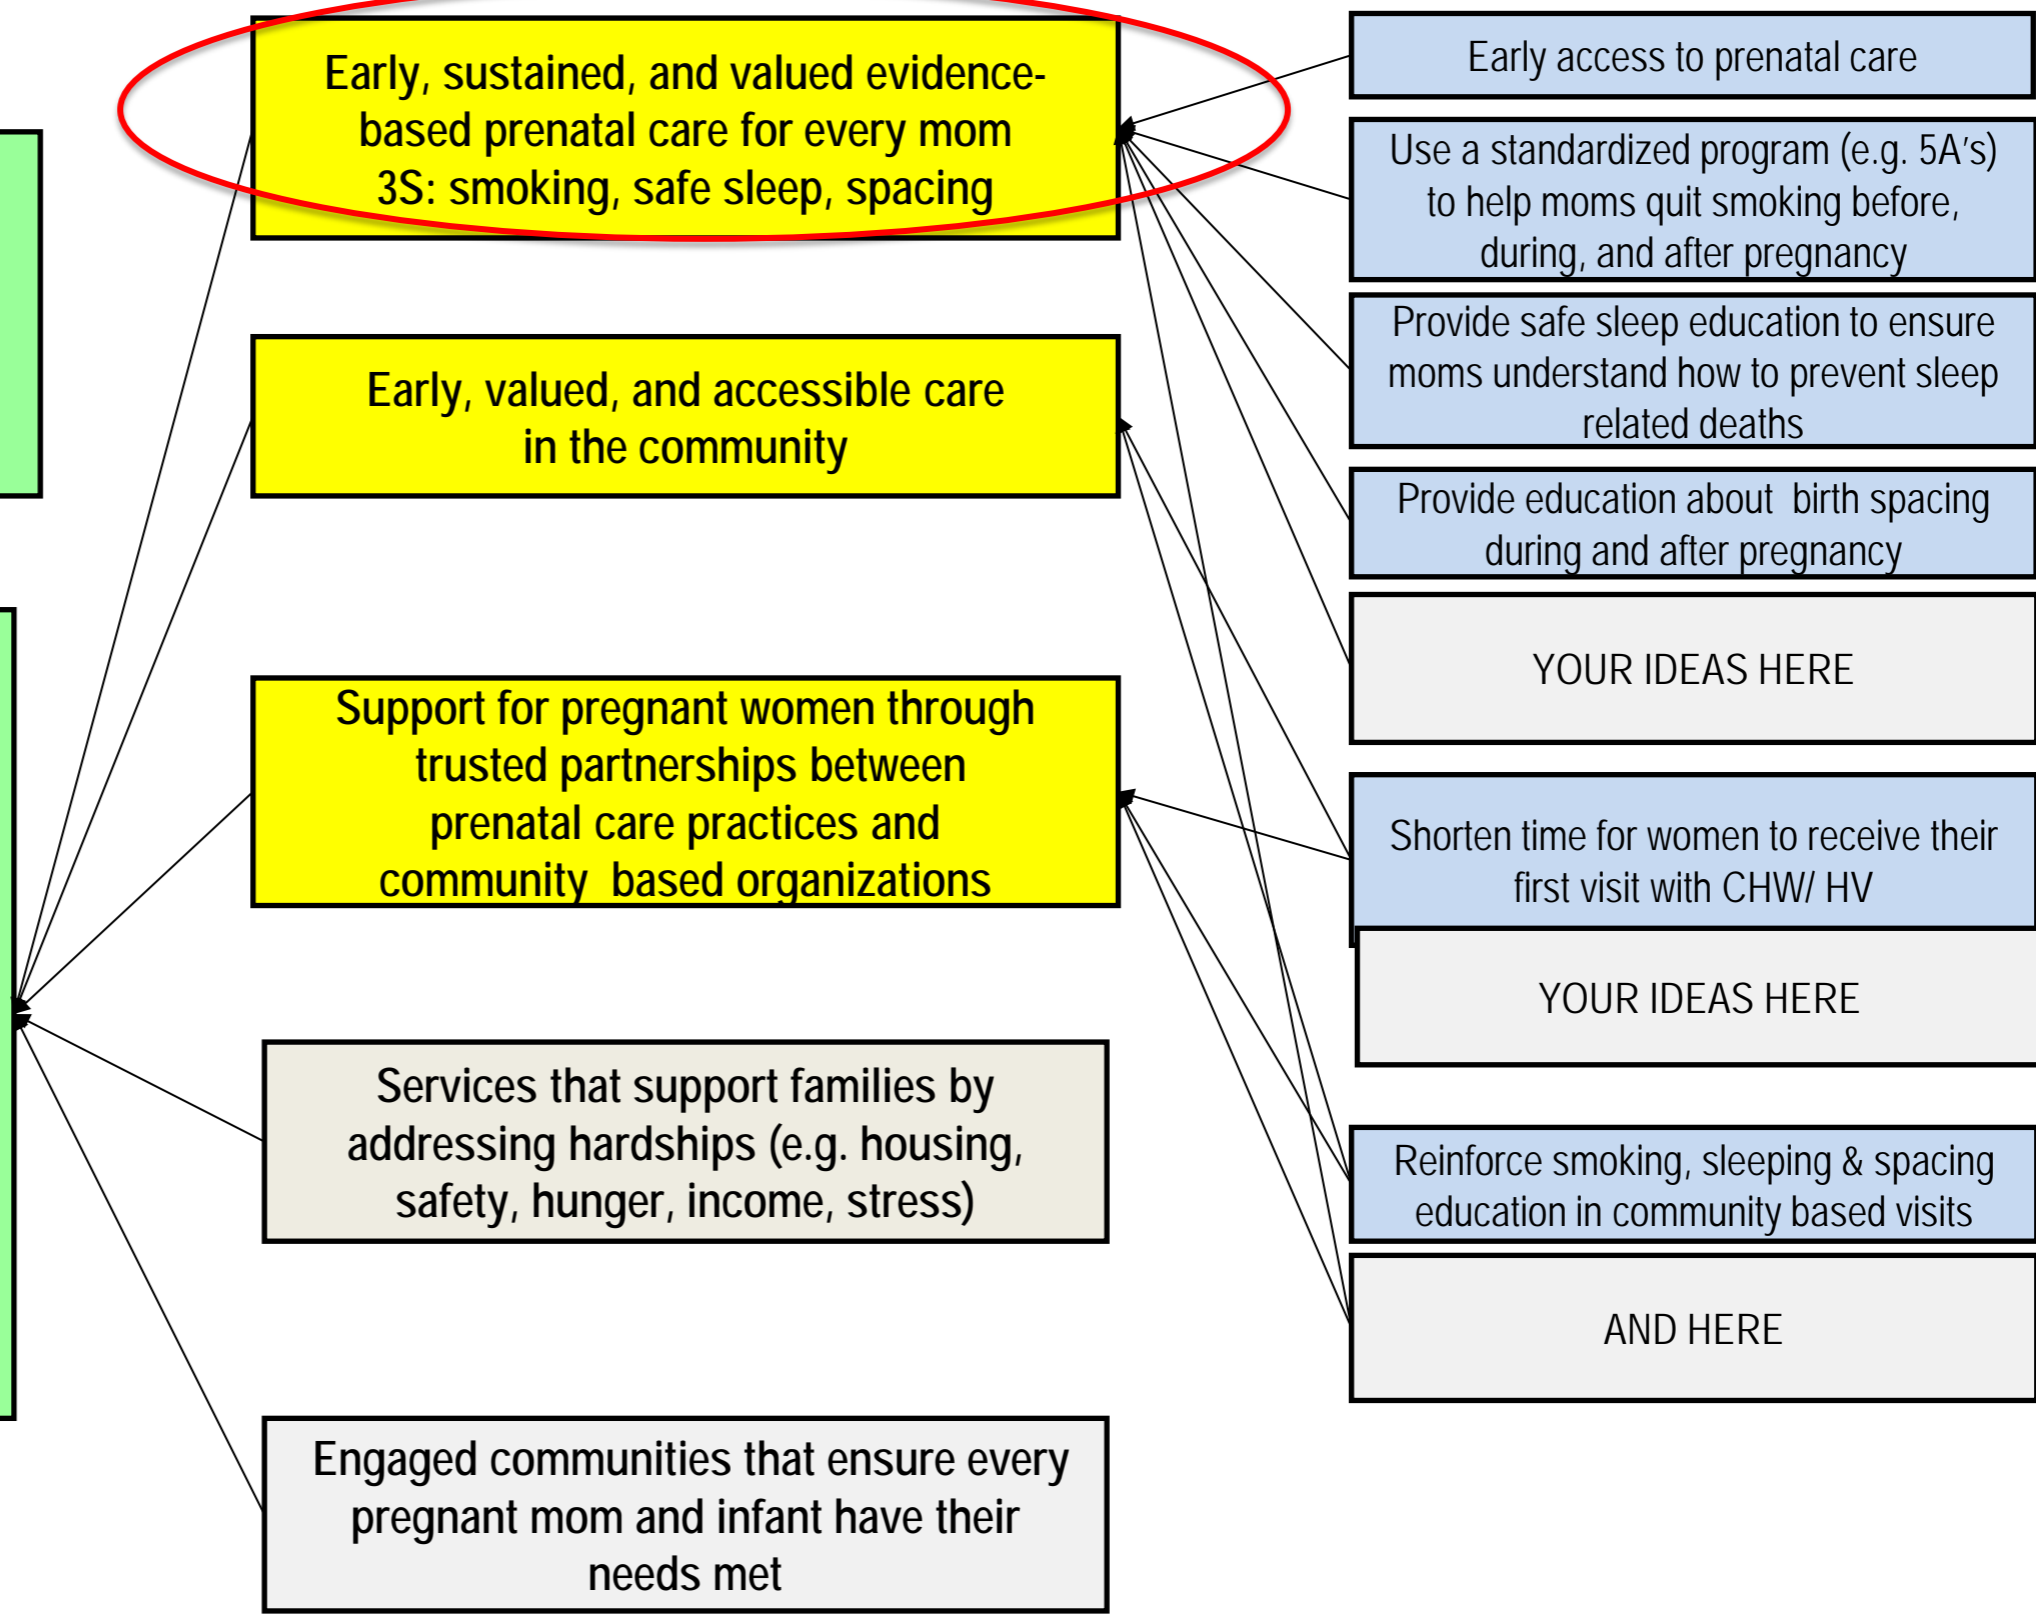 Early, sustained, and valued evidence-
based prenatal care for every mom
3S: smoking, safe sleep, spacing
Early, valued, and accessible care
in the community
Support for pregnant women through
trusted partnerships between
prenatal care practices and
community  based organizations
Services that support families by
addressing hardships (e.g. housing,
safety, hunger, income, stress)
Engaged communities that ensure every
pregnant mom and infant have their
needs met
Early access to prenatal care
Use a standardized program (e.g. 5A's)
to help moms quit smoking before,
during, and after pregnancy
Provide safe sleep education to ensure
moms understand how to prevent sleep
related deaths
Provide education about  birth spacing
during and after pregnancy
YOUR IDEAS HERE
Shorten time for women to receive their
first visit with CHW/ HV
YOUR IDEAS HERE
Reinforce smoking, sleeping & spacing
education in community based visits
AND HERE